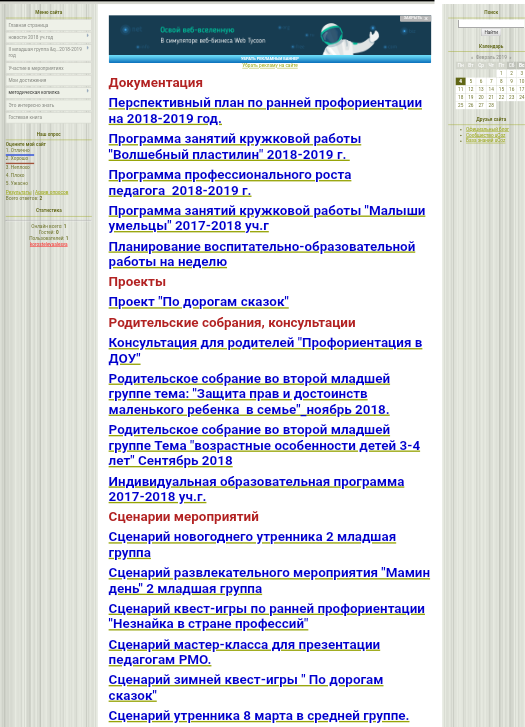 Меню сайта
Главная страница
новости 2018 уч.год
II младшая группа &q...2018-2019
год
Участие в мероприятиях
Мои достижения
методическая копилка
Это интересно знать
Гостевая книга
Наш опрос
Оцените мой сайт
1. Отлично
2. Хорошо
3. Неплохо
4. Плохо
5. Ужасно
Результаты | Архив опросов
Всего ответов: 2
Статистика
Онлайн всего: 1
Гостей: 0
Пользователей: 1
Освой веб-вселенную
В симуляторе веб-бизнеса Web Tycoon
УБРАТЬ РЕКЛАМНЫЙ БАННЕР
Убрать рекламу на сайте
Документация
Перспективный план по ранней профориентации
на 2018-2019 год.
Программа занятий кружковой работы
"Волшебный пластилин" 2018-2019 г.
Программа профессионального роста
педагога 2018-2019 г.
Программа занятий кружковой работы "Малыши
умельцы" 2017-2018 уч.г
Планирование воспитательно-образовательной
работы на неделю
Проекты
Проект "По дорогам сказок"
Родительские собрания, консультации
Консультация для родителей "Профориентация в
ДОУ"
Родительское собрание во второй младшей
группе тема: "Защита прав и достоинств
маленького ребенка в семье" ноябрь 2018.
Родительское собрание во второй младшей
группе Тема "возрастные особенности детей 3-4
лет" Сентябрь 2018
Индивидуальная образовательная программа
2017-2018 уч.г.
Сценарии мероприятий
Сценарий новогоднего утренника 2 младшая
группа
Сценарий развлекательного мероприятия "Мамин
день" 2 младшая группа
Сценарий квест-игры по ранней профориентации
"Незнайка в стране профессий"
Сценарий мастер-класса для презентации
педагогам РМО.
Сценарий зимней квест-игры " По дорогам
сказок"
Сценарий утренника 8 марта в средней группе.
Поиск
Найти
Календарь
« Февраль 2019 »
Пн Вт Ср Чт Пт Сб Вс
1 2 3
4 5 6 7 8 9 10
11 12 13 14 15 16 17
18 19 20 21 22 23 24
25 26 27 28
Друзья сайта
Официальный блог
Сообщество uCoz
База знаний uCoz